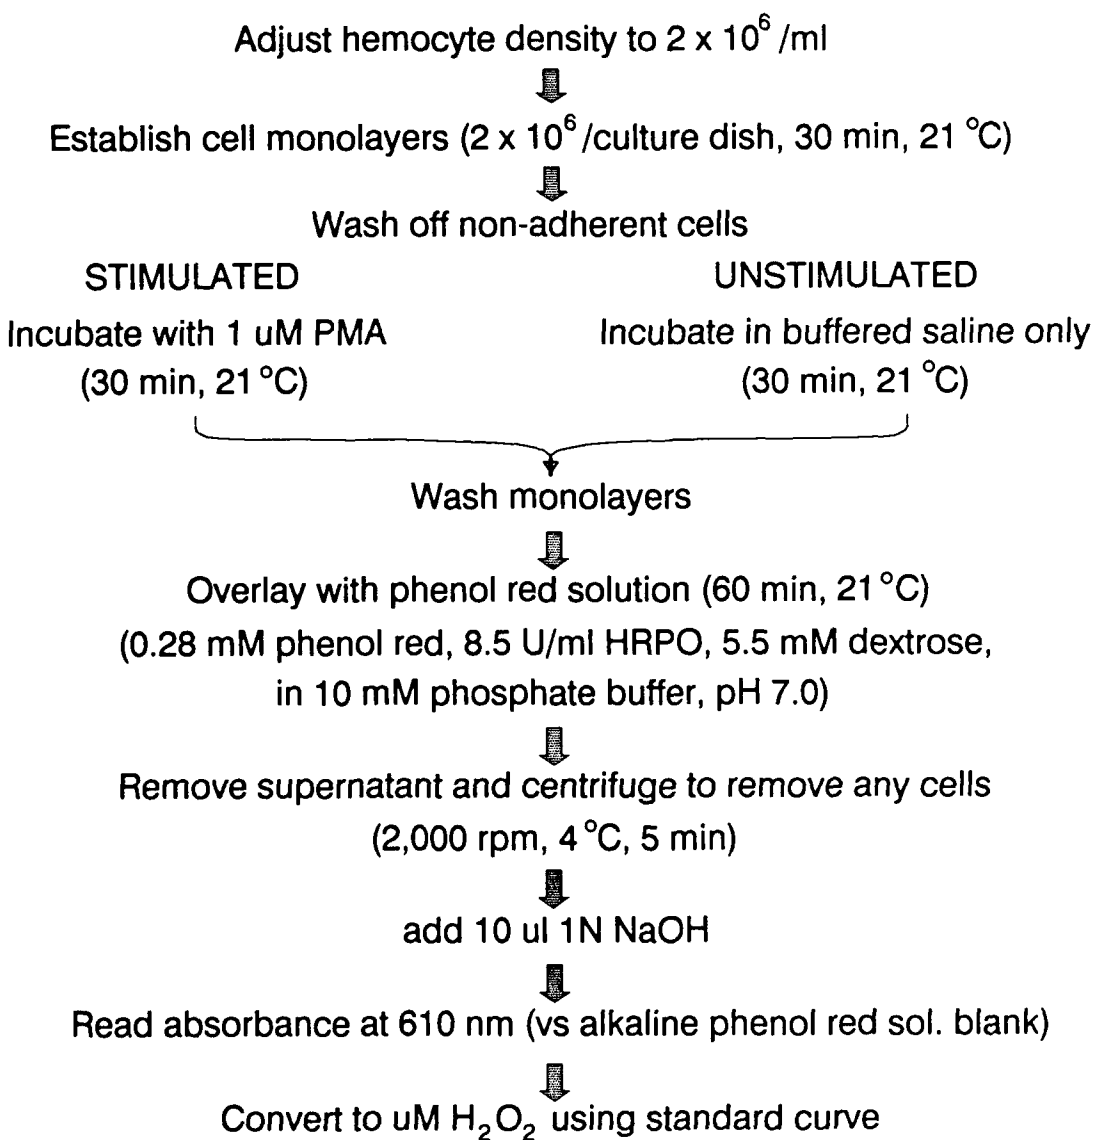 Adjust hemocyte density to 2 x 10⁶ /ml
Establish cell monolayers (2 x 10⁶ /culture dish, 30 min, 21 °C)
Wash off non-adherent cells
STIMULATED
Incubate with 1 uM PMA
(30 min, 21 °C)
UNSTIMULATED
Incubate in buffered saline only
(30 min, 21 °C)
Wash monolayers
Overlay with phenol red solution (60 min, 21 °C)
(0.28 mM phenol red, 8.5 U/ml HRPO, 5.5 mM dextrose,
in 10 mM phosphate buffer, pH 7.0)
Remove supernatant and centrifuge to remove any cells
(2,000 rpm, 4 °C, 5 min)
add 10 ul 1N NaOH
Read absorbance at 610 nm (vs alkaline phenol red sol. blank)
Convert to uM H₂O₂ using standard curve